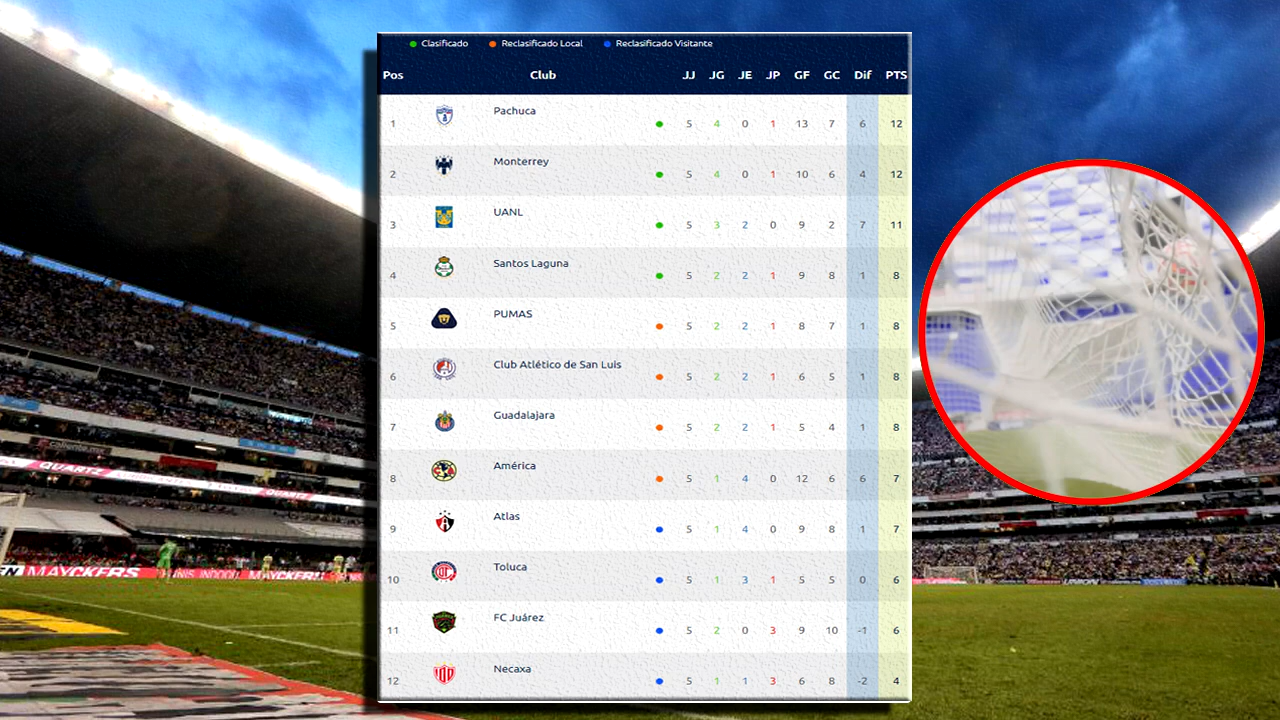 Clasificado Reclasificado Local Reclasificado Visitante
Pos Club JJ JG JE JP GF GC Dif PTS
1 Pachuca 5 4 0 1 13 7 6 12
2 Monterrey 5 4 0 1 10 6 4 12
3 UANL 5 3 2 0 9 2 7 11
4 Santos Laguna 5 2 2 1 9 8 1 8
5 PUMAS 5 2 2 1 8 7 1 8
6 Club Atlético de San Luis 5 2 2 1 6 5 1 8
7 Guadalajara 5 2 2 1 5 4 1 8
8 América 5 1 4 0 12 6 6 7
9 Atlas 5 1 4 0 9 8 1 7
10 Toluca 5 1 3 1 5 5 0 6
11 FC Juárez 5 2 0 3 9 10 -1 6
12 Necaxa 5 1 1 3 6 8 -2 4
QUARTZ
MAYCKERS